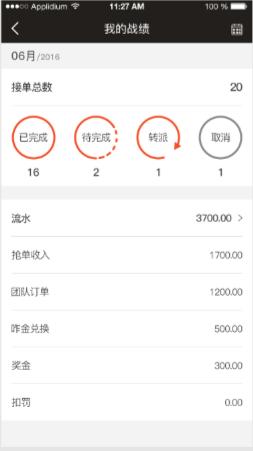 Applidium 11:27 AM 100 %
我的战绩
06月/2016
接单总数 20
已完成 待完成 转派 取消
16 2 1 1
流水 3700.00
抢单收入 1700.00
团队订单 1200.00
咋金兑换 500.00
奖金 300.00
扣罚 0.00